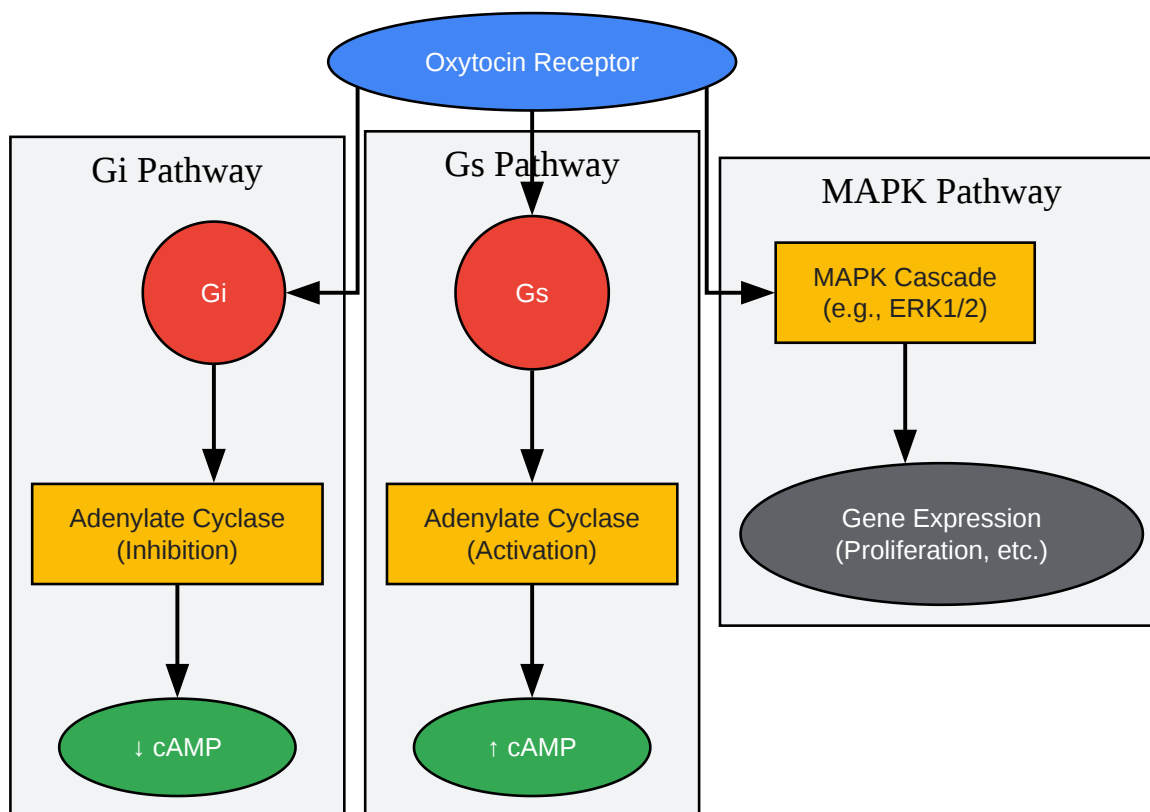 Oxytocin Receptor
Gi Pathway
Gi
Adenylate Cyclase
(Inhibition)
↓ cAMP
Gs Pathway
Gs
Adenylate Cyclase
(Activation)
↑ cAMP
MAPK Pathway
MAPK Cascade
(e.g., ERK1/2)
Gene Expression
(Proliferation, etc.)